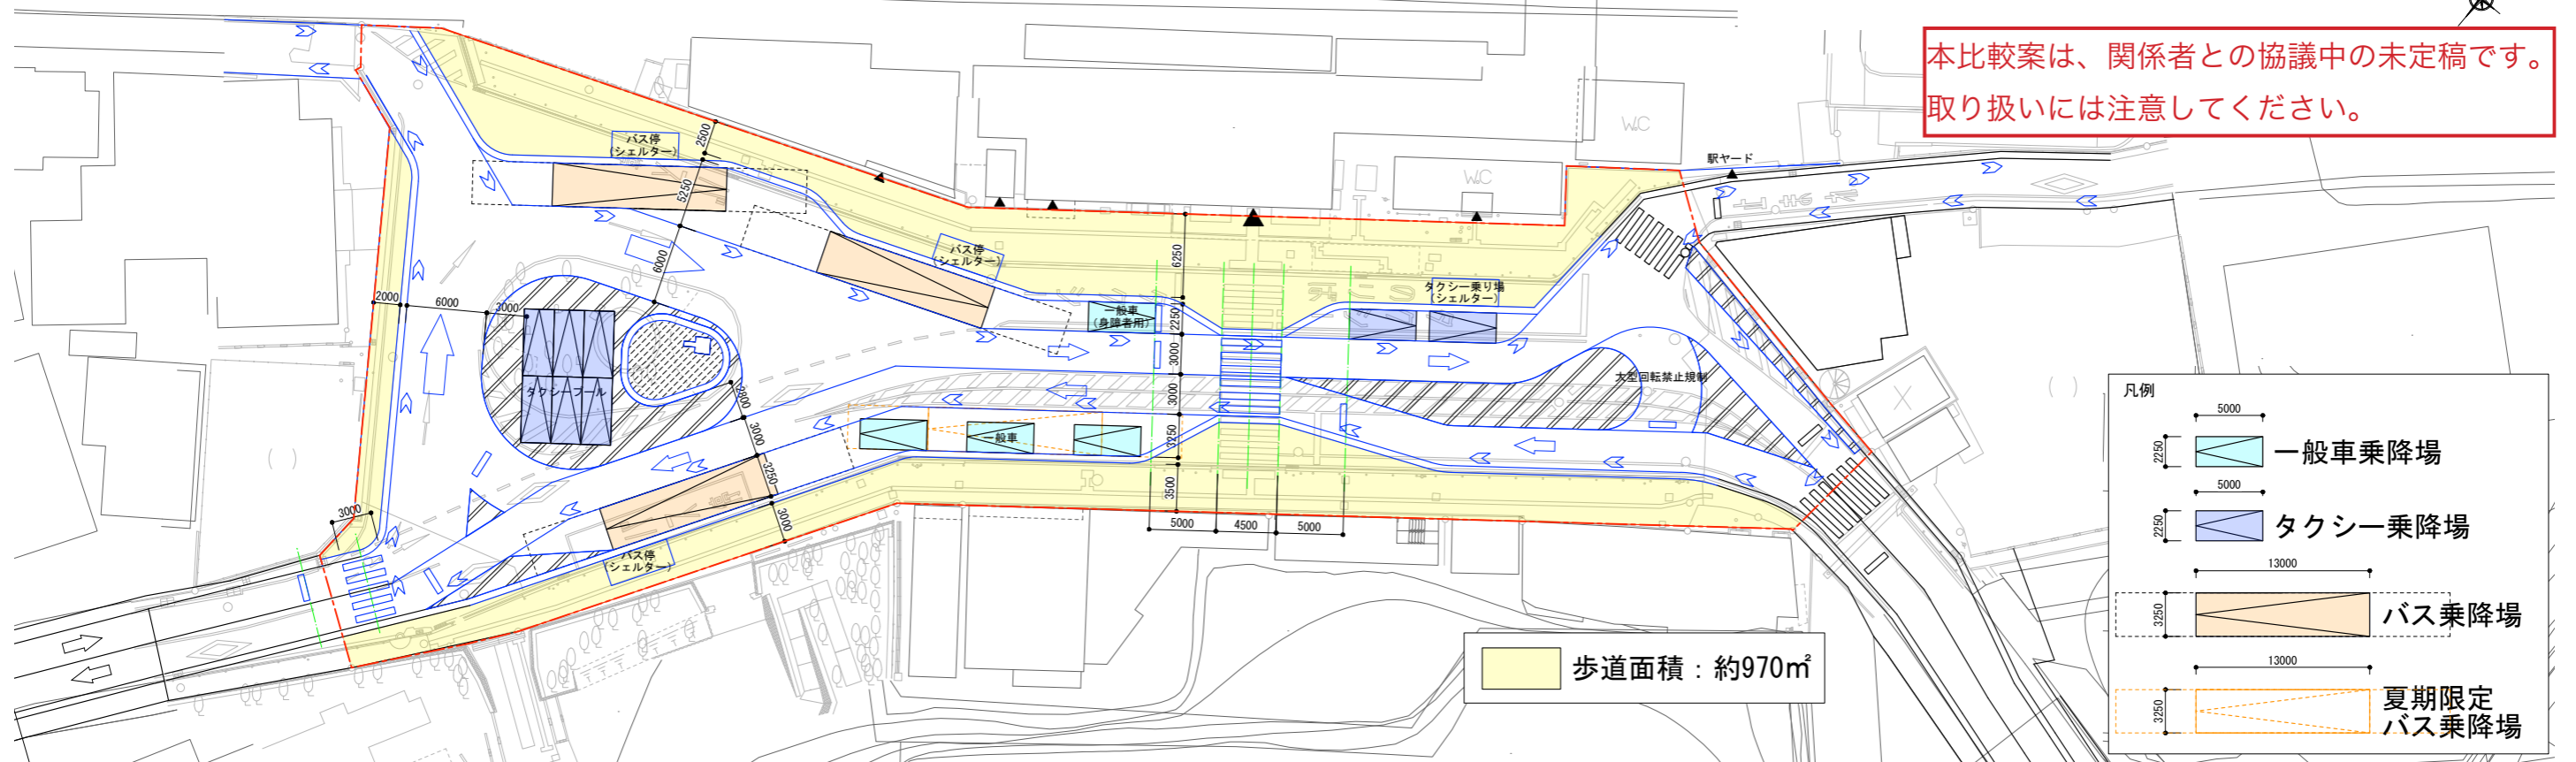 本比較案は、関係者との協議中の未定稿です。
取り扱いには注意してください。
バス停
(シェルター)
2500
5250
W.C
駅ヤード
W.C
バス停
(シェルター)
6250
6000
タクシー乗り場
(シェルター)
2000
6000
3000
一般車
(身障者用)
2250
3000
大型回転禁止規制
タクシープール
2800
3000
3000
一般車
3250
3250
3500
3000
3000
5000
4500
5000
バス停
(シェルター)
凡例
5000
2250
一般車乗降場
5000
2250
タクシー乗降場
13000
3250
バス乗降場
13000
3250
夏期限定
バス乗降場
歩道面積：約970㎡